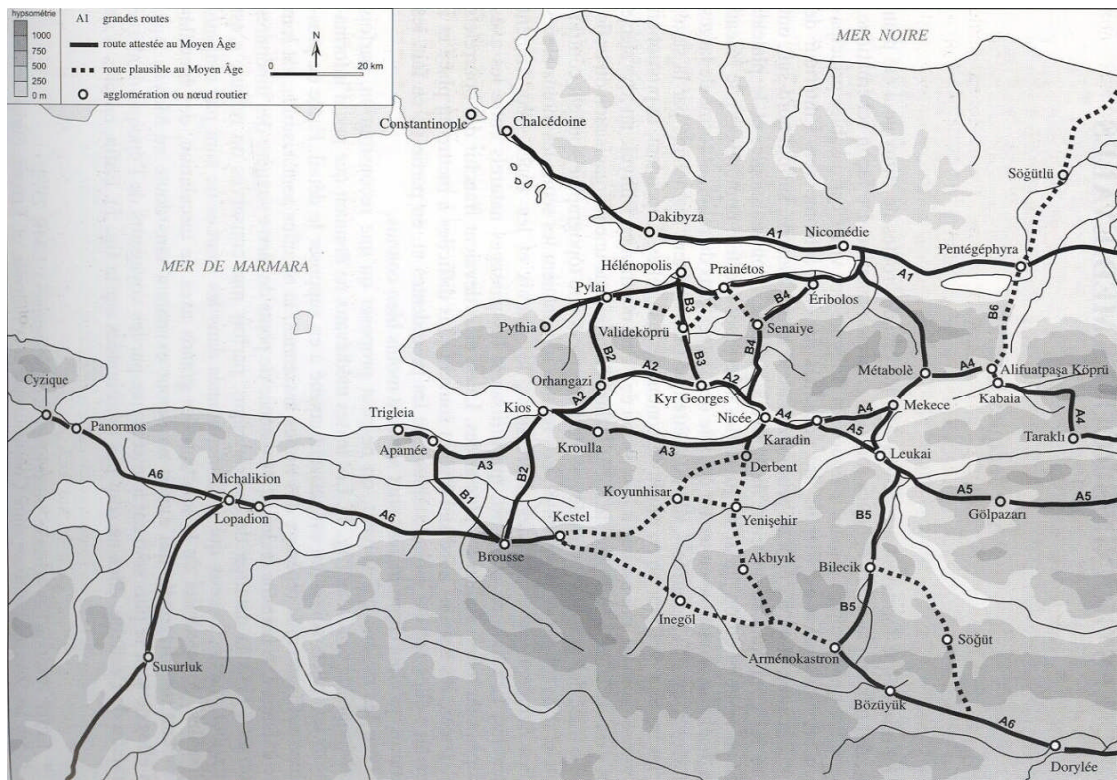 hypsométrie
1000
750
500
250
0 m
A1 grandes routes
route attestée au Moyen Âge
route plausible au Moyen Âge
agglomération ou nœud routier
N
0 20 km
MER NOIRE
Constantinople
Chalcédoine
Söğütlü
Dakibyza
A1
Nicomédie
Pentégéphyra
A1
MER DE MARMARA
Hélénopolis
Prainétos
Pylai
B3
B4
Éribolos
B6
Pythia
Valideköprü
Senaiye
B2
B3
B4
Orhangazi
A2
Métabolè
A4
Alifuatpaşa Köprü
Cyzique
Kyr Georges
A2
Kabaia
Trigleia
Kios
A2
Nicée
A4
A4
Mekece
A4
Panormos
Apamée
Kroulla
Karadin
A5
Taraklı
A3
A3
Derbent
Leukai
A6
Michalikion
B1
B2
Koyunhisar
A5
A5
Lopadion
A6
Kestel
Yenişehir
B5
Gölpazarı
Brousse
Akbıyık
Bilecik
Inegöl
B5
Söğüt
Susurluk
Arménokastron
Bözüyük
A6
Dorylée